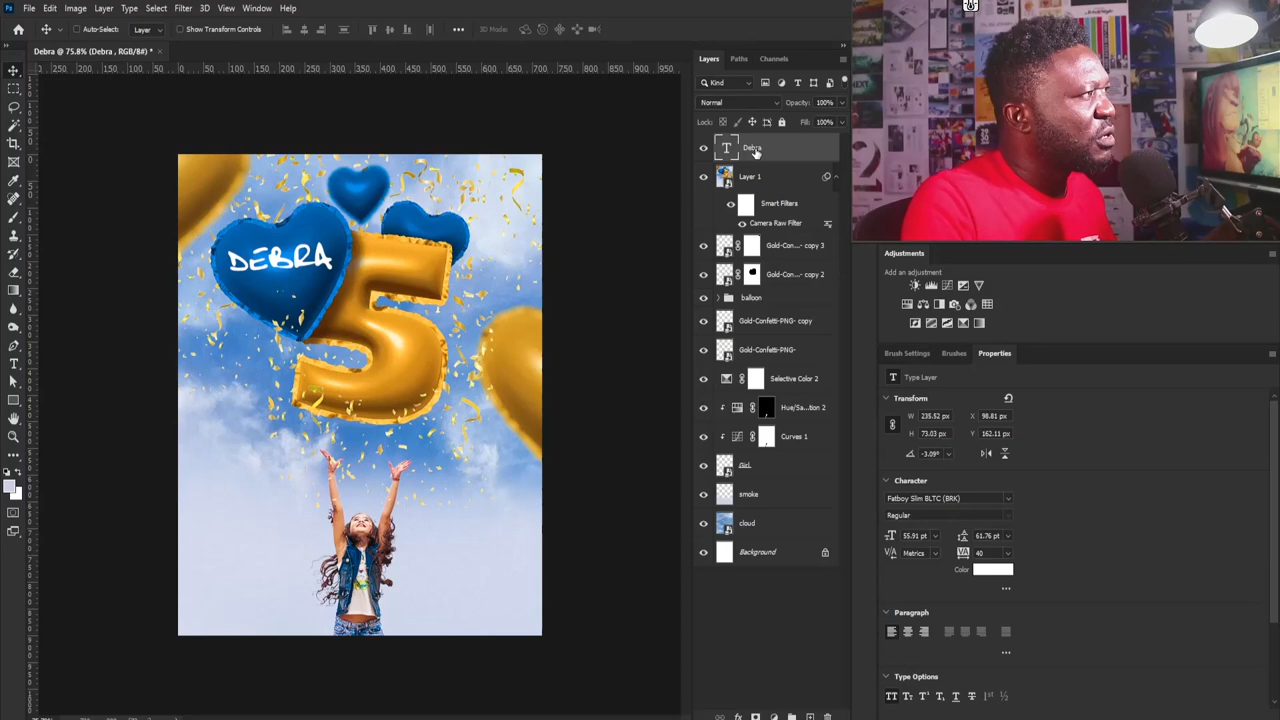 Ps File Edit Image Layer Type Select Filter 3D View Window Help
Auto-Select: Layer Show Transform Controls 3D Mode:
Debra @ 75.8% (Debra , RGB/8#) *
Layers Paths Channels
Kind
Normal Opacity: 100%
Lock: Fill: 100%
T Debra
Layer 1
Smart Filters
Camera Raw Filter
Gold-Con...- copy 3
Gold-Con...- copy 2
balloon
Gold-Confetti-PNG- copy
Gold-Confetti-PNG-
Selective Color 2
Hue/Sa...tion 2
Curves 1
Girl
smoke
cloud
Background
DEBRA
5
Adjustments
Add an adjustment
Brush Settings Brushes Properties
T Type Layer
Transform
W 235.52 px X 98.81 px
H 73.03 px Y 162.11 px
-3.09°
Character
Fatboy Slim BLTC (BRK)
Regular
55.91 pt 61.76 pt
Metrics 40
Color
Paragraph
Type Options